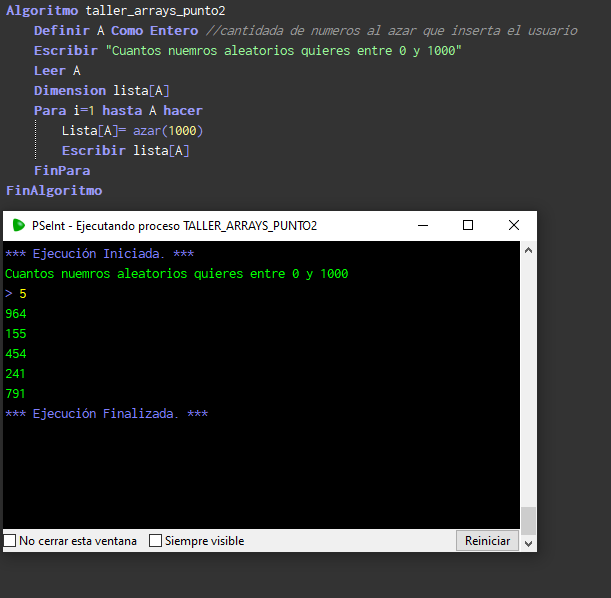 Algoritmo taller_arrays_punto2
Definir A Como Entero //cantidada de numeros al azar que inserta el usuario
Escribir "Cuantos nuemros aleatorios quieres entre 0 y 1000"
Leer A
Dimension lista[A]
Para i=1 hasta A hacer
Lista[A]= azar(1000)
Escribir lista[A]
FinPara
FinAlgoritmo
PSeInt - Ejecutando proceso TALLER_ARRAYS_PUNTO2
*** Ejecución Iniciada. ***
Cuantos nuemros aleatorios quieres entre 0 y 1000
> 5
964
155
454
241
791
*** Ejecución Finalizada. ***
No cerrar esta ventana Siempre visible Reiniciar